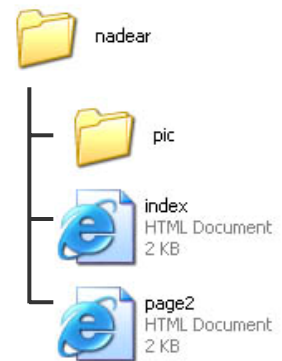 nadear
pic
index
HTML Document
2 KB
page2
HTML Document
2 KB